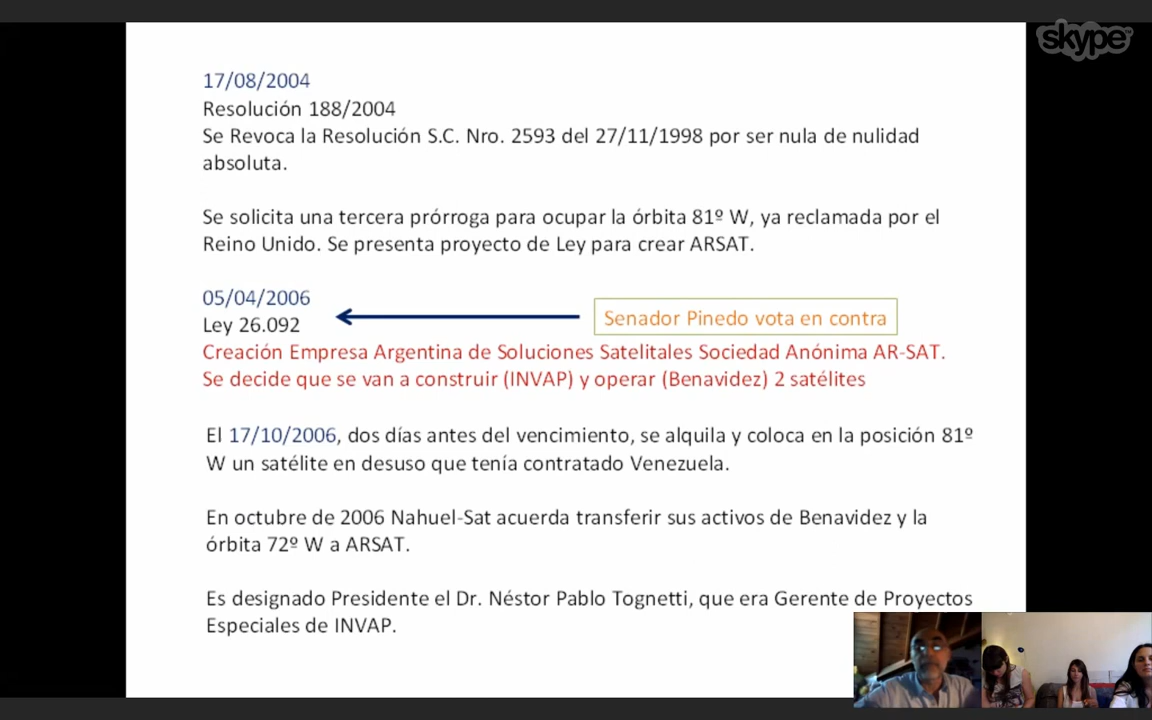 skype™
17/08/2004
Resolución 188/2004
Se Revoca la Resolución S.C. Nro. 2593 del 27/11/1998 por ser nula de nulidad
absoluta.
Se solicita una tercera prórroga para ocupar la órbita 81º W, ya reclamada por el
Reino Unido. Se presenta proyecto de Ley para crear ARSAT.
05/04/2006
Ley 26.092
Senador Pinedo vota en contra
Creación Empresa Argentina de Soluciones Satelitales Sociedad Anónima AR-SAT.
Se decide que se van a construir (INVAP) y operar (Benavidez) 2 satélites
El 17/10/2006, dos días antes del vencimiento, se alquila y coloca en la posición 81º
W un satélite en desuso que tenía contratado Venezuela.
En octubre de 2006 Nahuel-Sat acuerda transferir sus activos de Benavidez y la
órbita 72º W a ARSAT.
Es designado Presidente el Dr. Néstor Pablo Tognetti, que era Gerente de Proyectos
Especiales de INVAP.